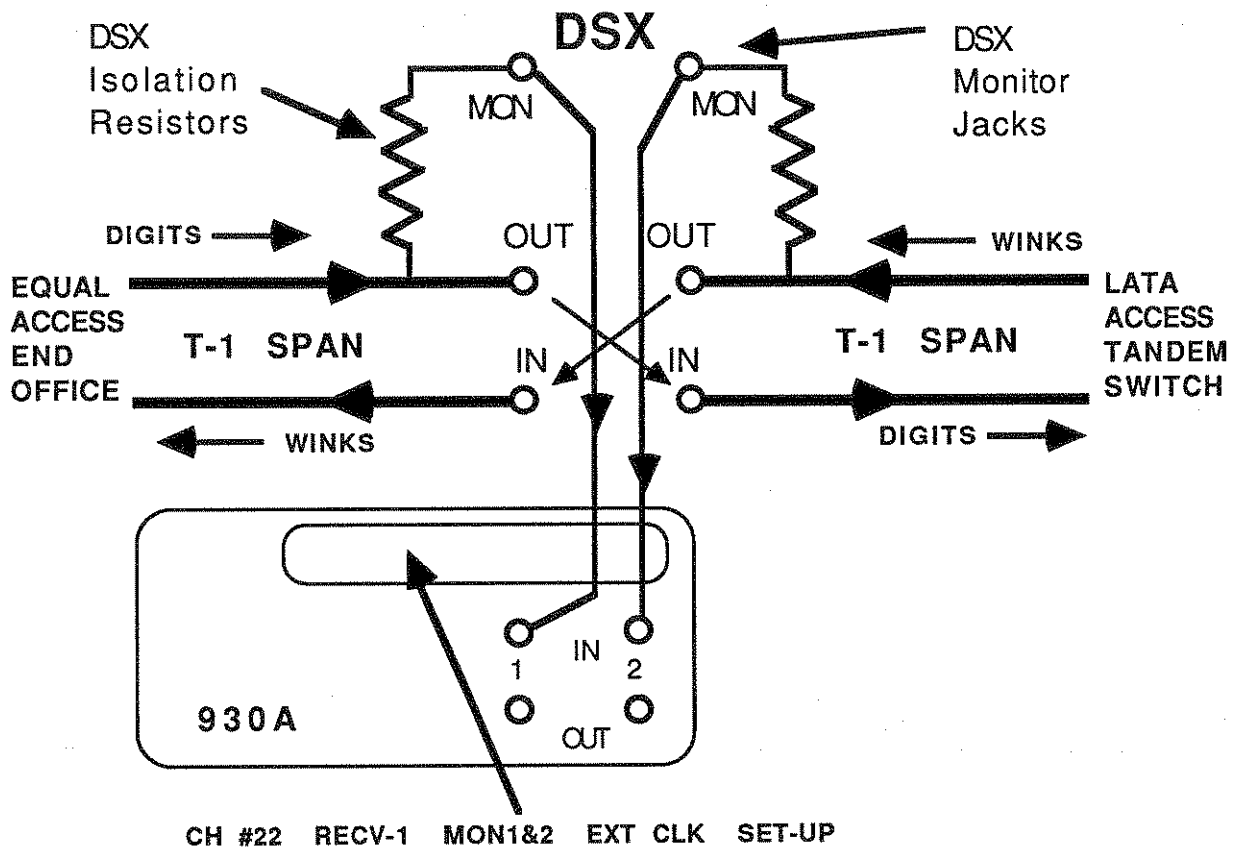 DSX
DSX
Isolation
Resistors
MON
MON
DSX
Monitor
Jacks
DIGITS
OUT
OUT
WINKS
EQUAL
ACCESS
END
OFFICE
T-1 SPAN
IN
IN
T-1 SPAN
LATA
ACCESS
TANDEM
SWITCH
WINKS
DIGITS
1
IN
2
930A
OUT
CH #22 RECV-1 MON1&2 EXT CLK SET-UP